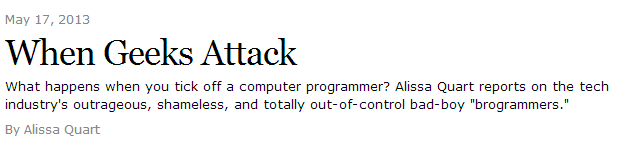 May 17, 2013
When Geeks Attack
What happens when you tick off a computer programmer? Alissa Quart reports on the tech
industry's outrageous, shameless, and totally out-of-control bad-boy "brogrammers."
By Alissa Quart